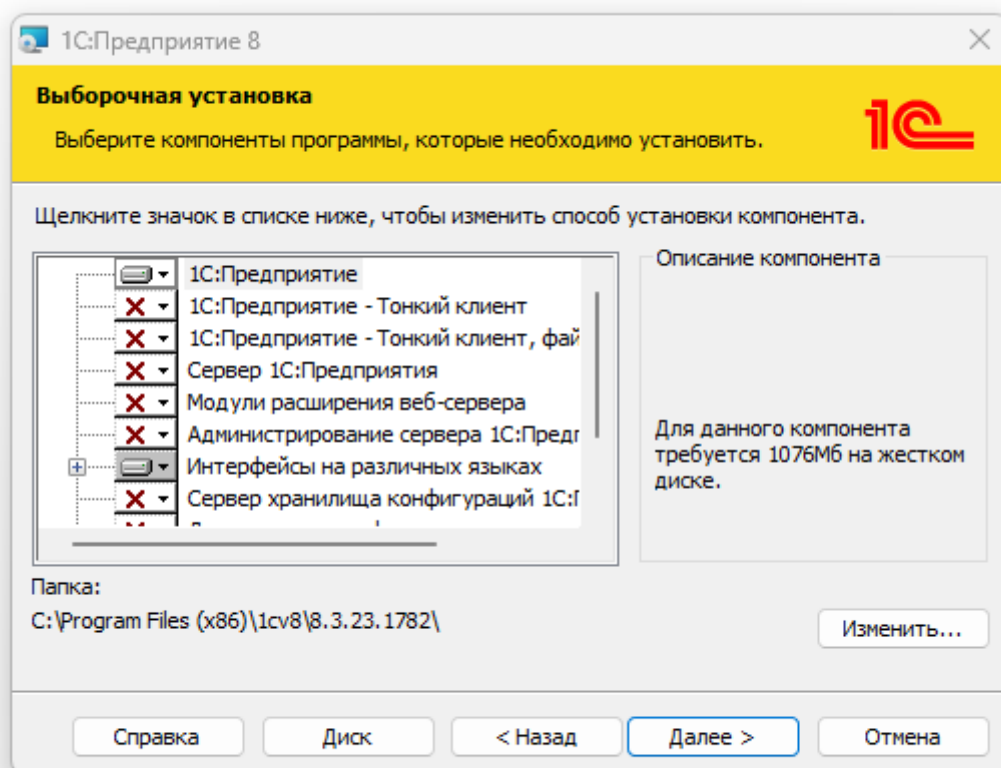 1С:Предприятие 8
Выборочная установка
Выберите компоненты программы, которые необходимо установить.
1С
Щелкните значок в списке ниже, чтобы изменить способ установки компонента.
1С:Предприятие
1С:Предприятие - Тонкий клиент
1С:Предприятие - Тонкий клиент, фай
Сервер 1С:Предприятия
Модули расширения веб-сервера
Администрирование сервера 1С:Предг
Интерфейсы на различных языках
Сервер хранилища конфигураций 1С:Г
Описание компонента
Для данного компонента
требуется 1076Мб на жестком
диске.
Папка:
C:\Program Files (x86)\1cv8\8.3.23.1782\
Изменить...
Справка
Диск
< Назад
Далее >
Отмена